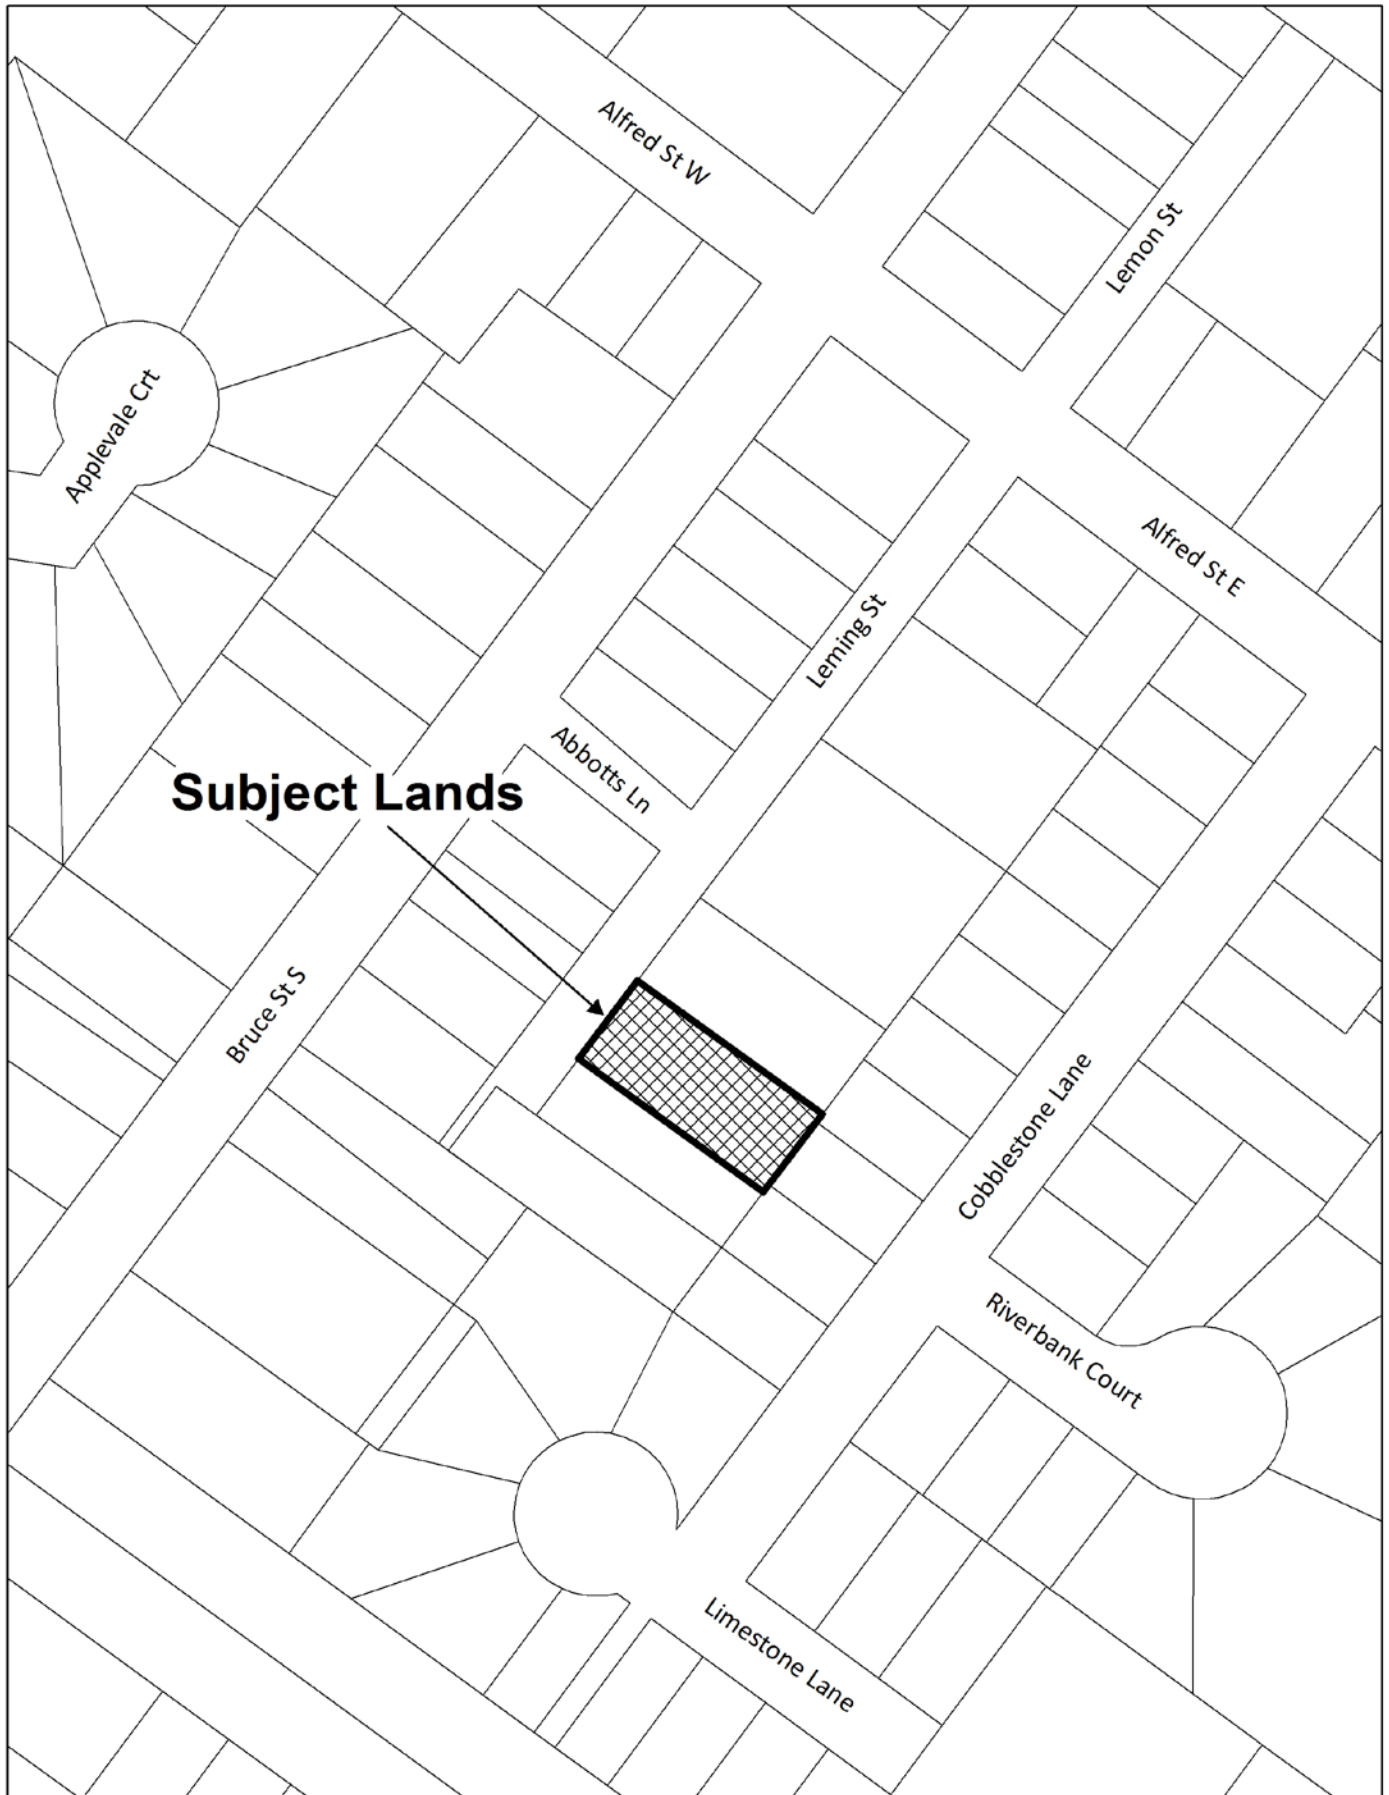 Alfred St W
Lemon St
Applevale Crt
Alfred St E
Leming St
Abbotts Ln
Subject Lands
Bruce St S
Cobblestone Lane
Riverbank Court
Limestone Lane